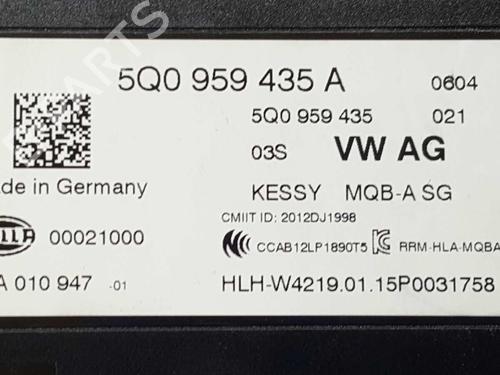 5Q0 959 435 A 0604
5Q0 959 435 021
03S VW AG
ade in Germany KESSY MQB-A SG
CMIIT ID: 2012DJ1998
HELLA 00021000 CCAB12LP1890T5 RRM-HLA-MQBA
A 010 947 -01 HLH-W4219.01.15P0031758